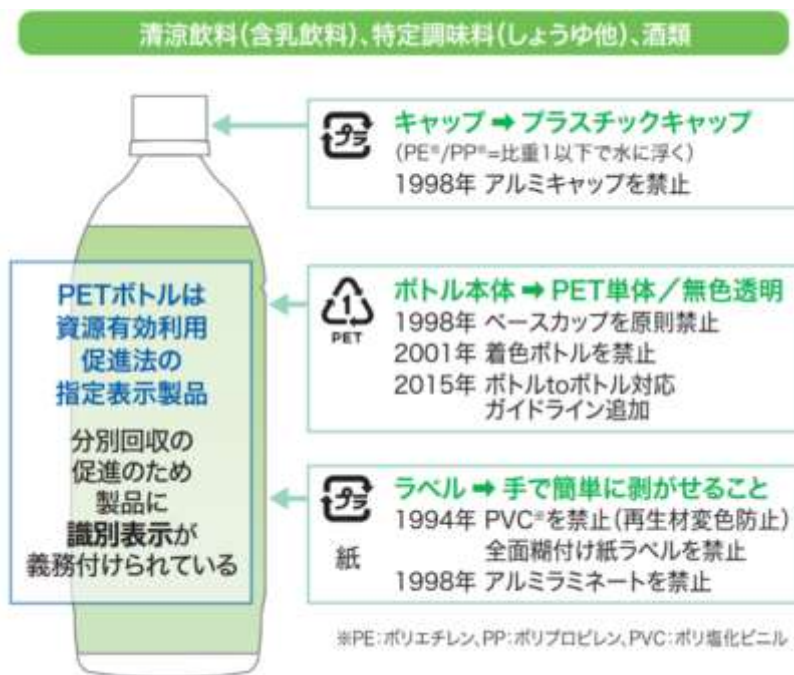 清涼飲料(含乳飲料)、特定調味料(しょうゆ他)、酒類
プラ
キャップ ➡ プラスチックキャップ
(PE※/PP※=比重1以下で水に浮く)
1998年 アルミキャップを禁止
PETボトルは
資源有効利用
促進法の
指定表示製品
分別回収の
促進のため
製品に
識別表示が
義務付けられている
1
PET
ボトル本体 ➡ PET単体/無色透明
1998年 ベースカップを原則禁止
2001年 着色ボトルを禁止
2015年 ボトルtoボトル対応
ガイドライン追加
プラ
紙
ラベル ➡ 手で簡単に剥がせること
1994年 PVC※を禁止(再生材変色防止)
全面糊付け紙ラベルを禁止
1998年 アルミラミネートを禁止
※PE:ポリエチレン、PP:ポリプロピレン、PVC:ポリ塩化ビニル